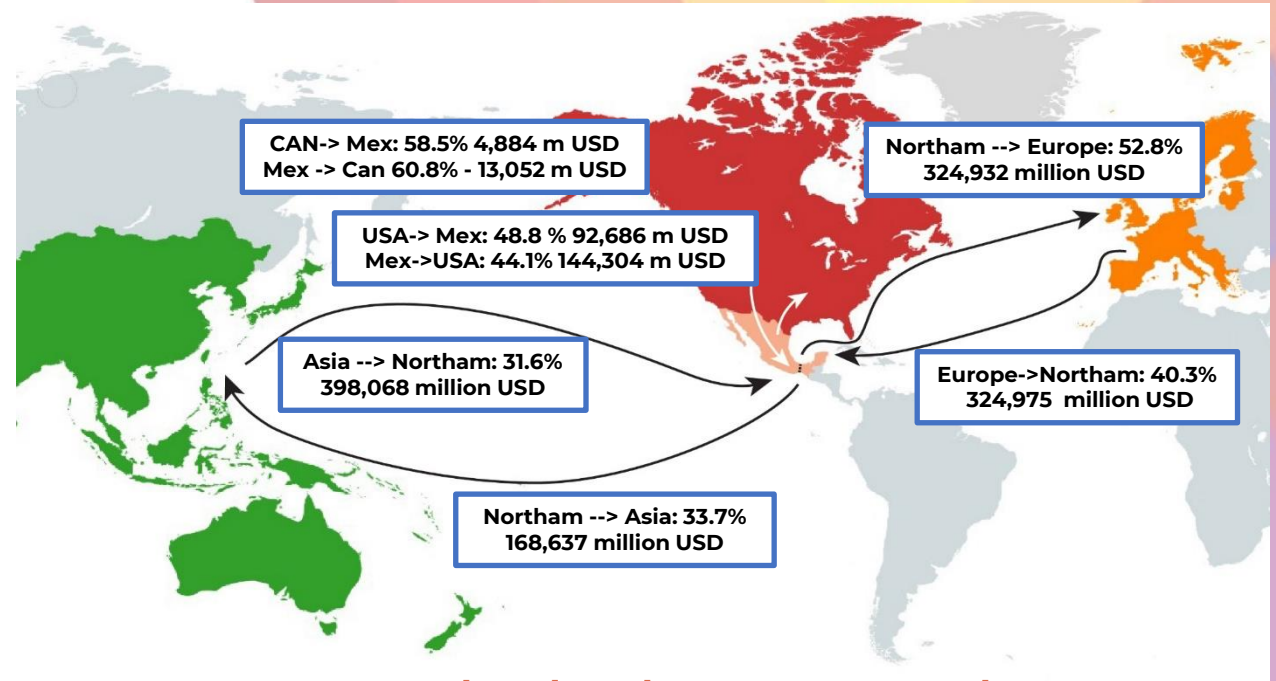 CAN-> Mex: 58.5% 4,884 m USD
Mex -> Can 60.8% - 13,052 m USD
Northam --> Europe: 52.8%
324,932 million USD
USA-> Mex: 48.8 % 92,686 m USD
Mex->USA: 44.1% 144,304 m USD
Asia --> Northam: 31.6%
398,068 million USD
Europe->Northam: 40.3%
324,975 million USD
Northam --> Asia: 33.7%
168,637 million USD